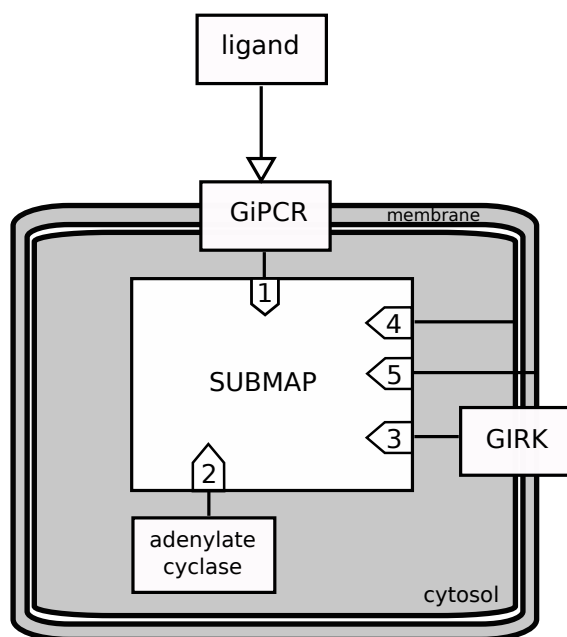 ligand
GiPCR
membrane
1
4
SUBMAP
5
3
GIRK
2
adenylate
cyclase
cytosol